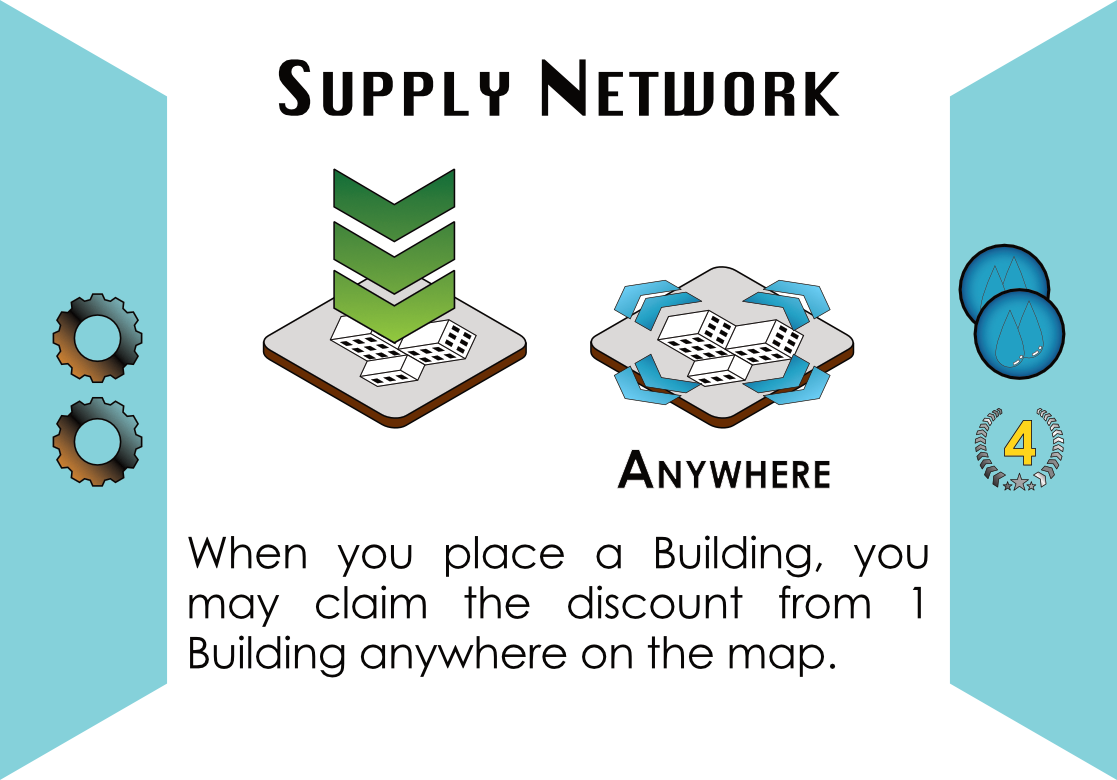 Supply Network
4
Anywhere
When you place a Building, you
may claim the discount from 1
Building anywhere on the map.